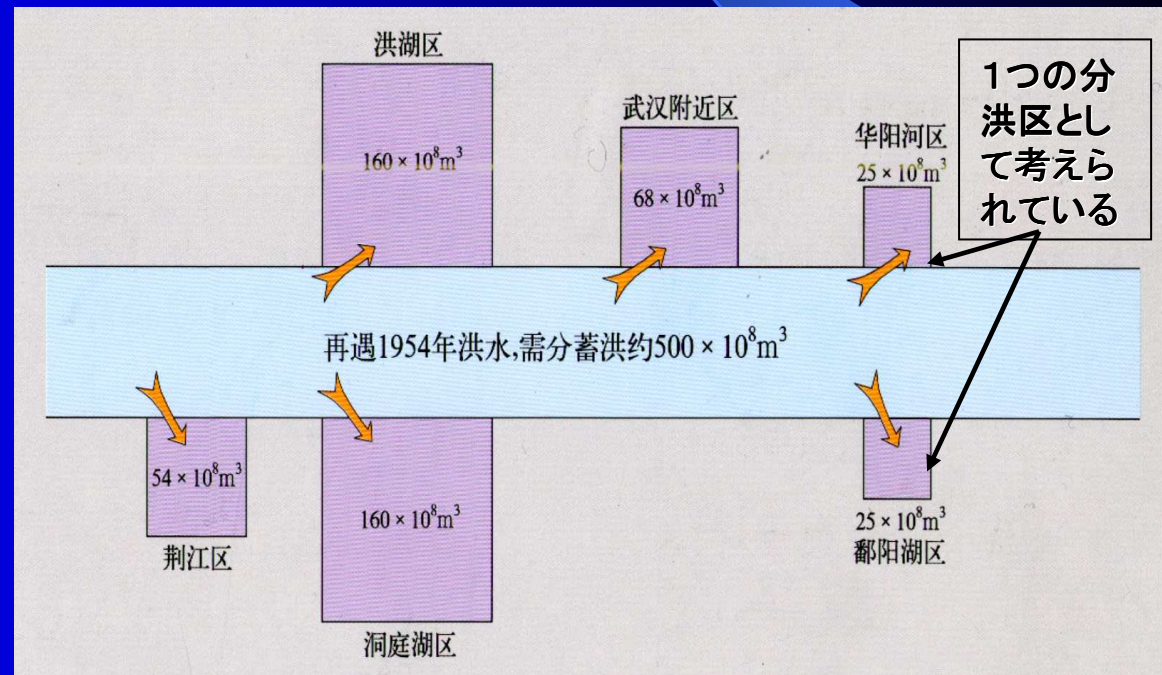 洪湖区
160 × 10⁸m³
武汉附近区
68 × 10⁸m³
华阳河区
25 × 10⁸m³
1つの分
洪区とし
て考えら
れている
再遇1954年洪水,需分蓄洪约500 × 10⁸m³
54 × 10⁸m³
荆江区
160 × 10⁸m³
洞庭湖区
25 × 10⁸m³
鄱阳湖区